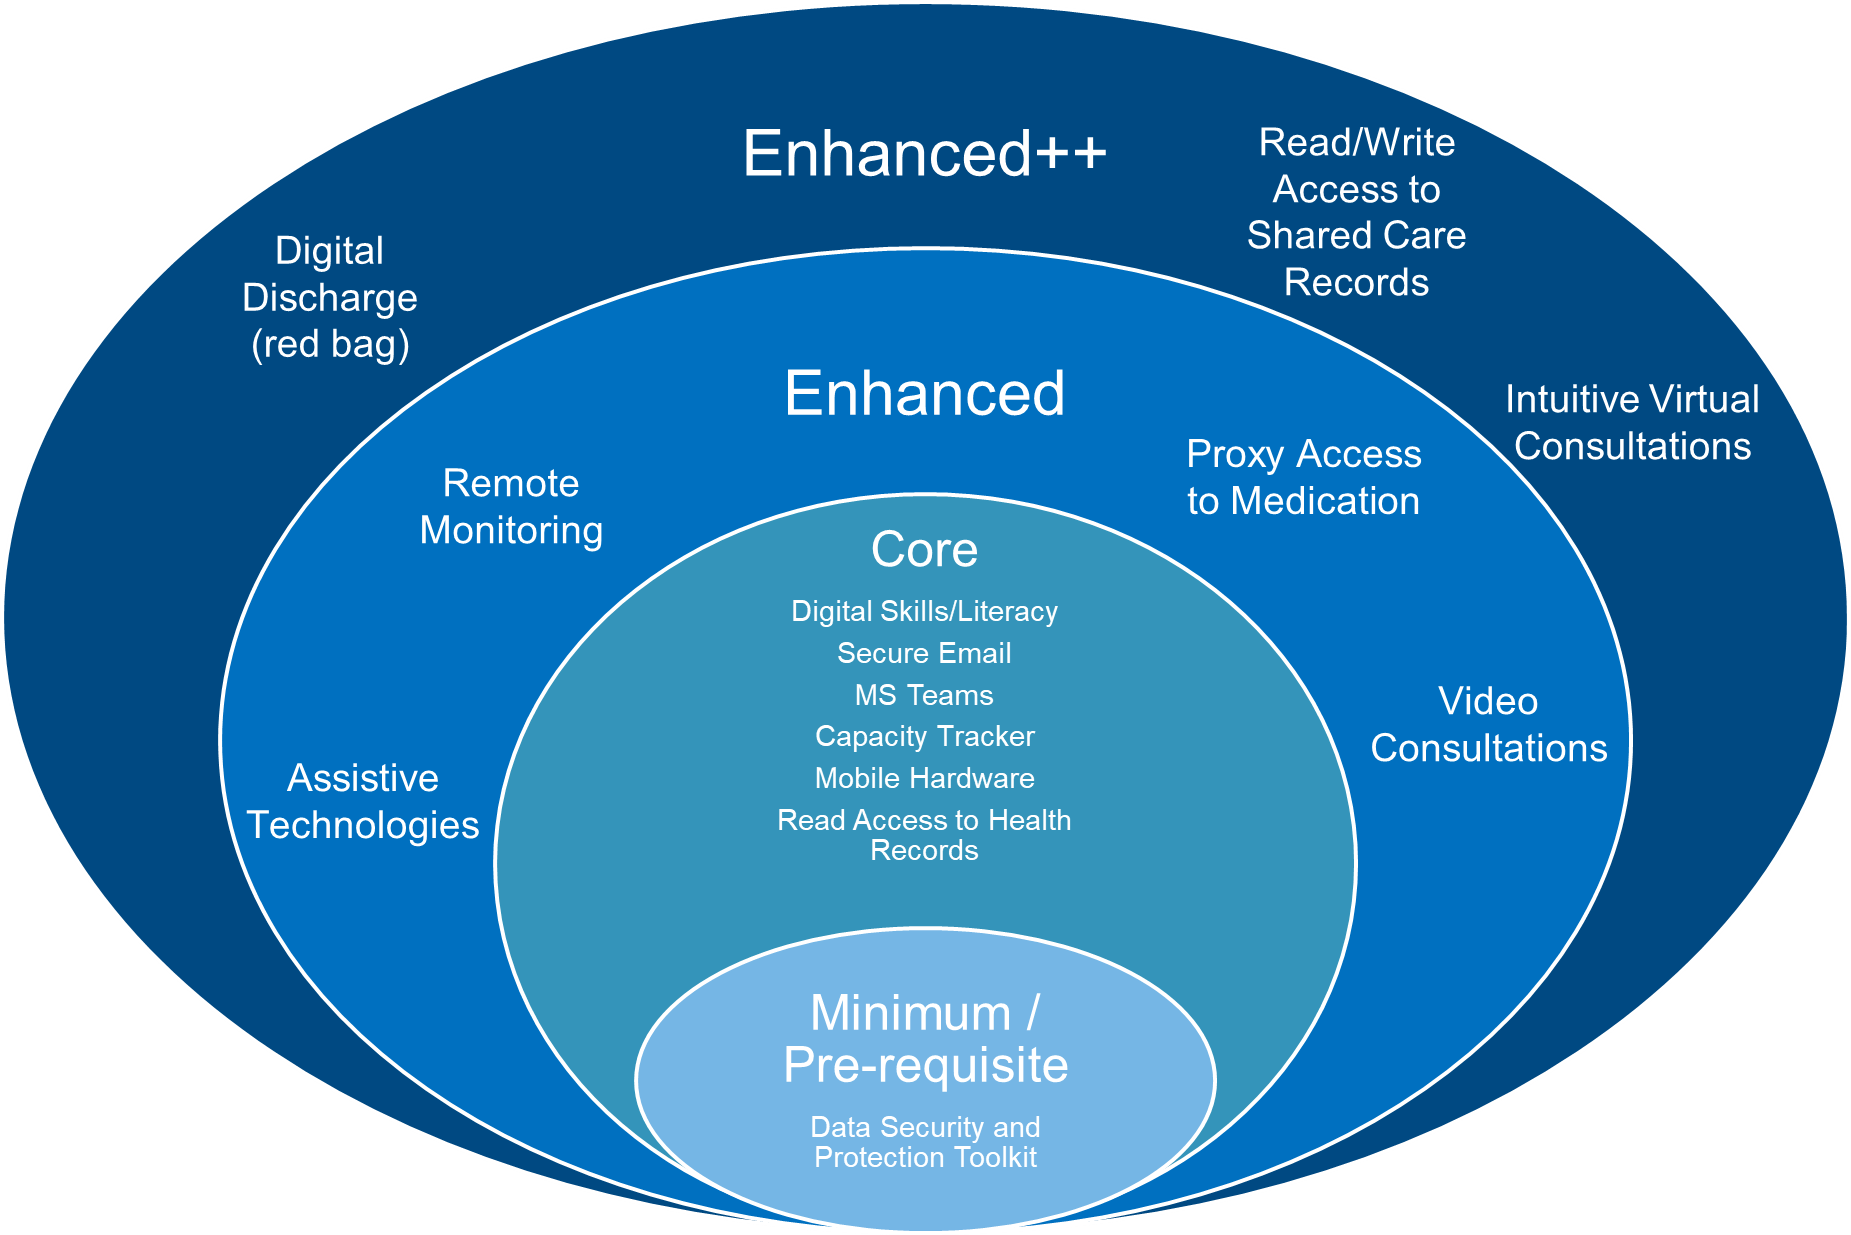 Enhanced++
Digital
Discharge
(red bag)
Read/Write
Access to
Shared Care
Records
Intuitive Virtual
Consultations
Enhanced
Remote
Monitoring
Proxy Access
to Medication
Assistive
Technologies
Video
Consultations
Core
Digital Skills/Literacy
Secure Email
MS Teams
Capacity Tracker
Mobile Hardware
Read Access to Health
Records
Minimum /
Pre-requisite
Data Security and
Protection Toolkit